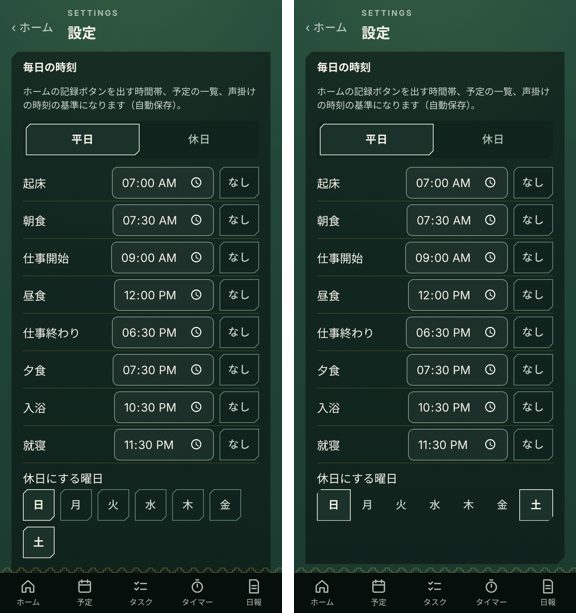 SETTINGS
‹ ホーム 設定
毎日の時刻
ホームの記録ボタンを出す時間帯、予定の一覧、声掛け
の時刻の基準になります（自動保存）。
平日 休日
起床 07:00 AM なし
朝食 07:30 AM なし
仕事開始 09:00 AM なし
昼食 12:00 PM なし
仕事終わり 06:30 PM なし
夕食 07:30 PM なし
入浴 10:30 PM なし
就寝 11:30 PM なし
休日にする曜日
日 月 火 水 木 金
土
ホーム 予定 タスク タイマー 日報
SETTINGS
‹ ホーム 設定
毎日の時刻
ホームの記録ボタンを出す時間帯、予定の一覧、声掛け
の時刻の基準になります（自動保存）。
平日 休日
起床 07:00 AM なし
朝食 07:30 AM なし
仕事開始 09:00 AM なし
昼食 12:00 PM なし
仕事終わり 06:30 PM なし
夕食 07:30 PM なし
入浴 10:30 PM なし
就寝 11:30 PM なし
休日にする曜日
日 月 火 水 木 金 土
ホーム 予定 タスク タイマー 日報